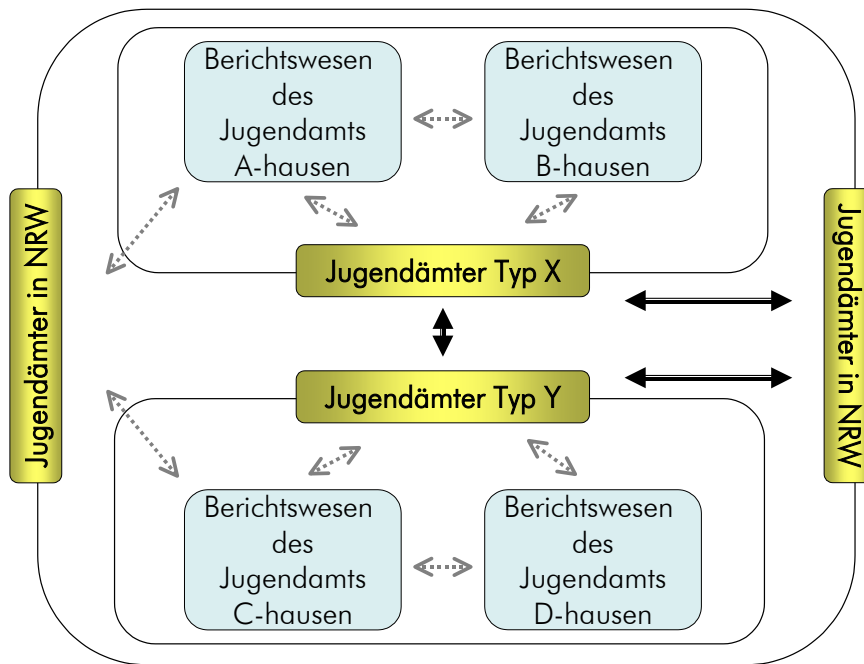 Berichtswesen
des
Jugendamts
A-hausen
Berichtswesen
des
Jugendamts
B-hausen
Jugendämter in NRW
Jugendämter in NRW
Jugendämter Typ X
Jugendämter Typ Y
Berichtswesen
des
Jugendamts
C-hausen
Berichtswesen
des
Jugendamts
D-hausen